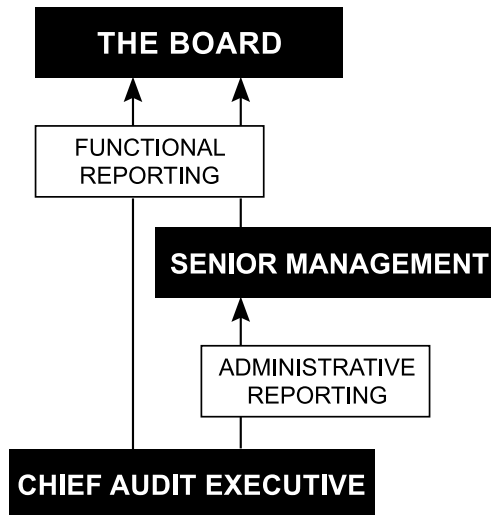 THE BOARD
FUNCTIONAL
REPORTING
SENIOR MANAGEMENT
ADMINISTRATIVE
REPORTING
CHIEF AUDIT EXECUTIVE